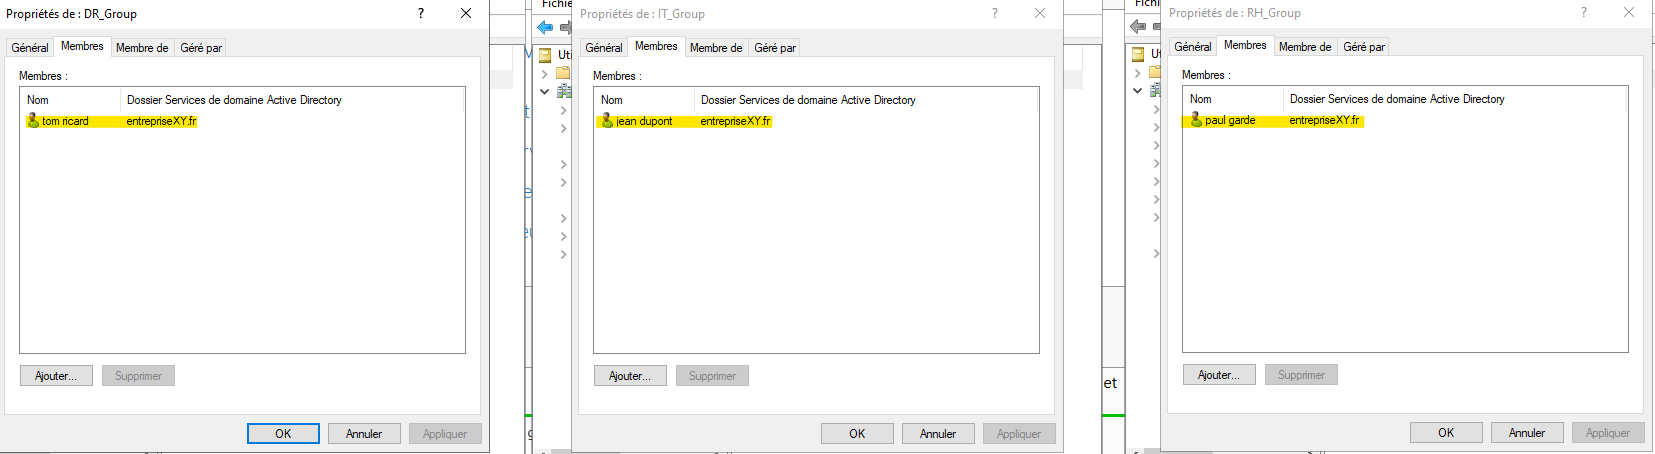 Propriétés de : DR_Group
?
Général
Membres
Membre de
Géré par
Membres :
Nom
Dossier Services de domaine Active Directory
tom ricard
entrepriseXY.fr
Ajouter...
Supprimer
OK
Annuler
Appliquer
Uti
Propriétés de : IT_Group
?
Général
Membres
Membre de
Géré par
Membres :
Nom
Dossier Services de domaine Active Directory
jean dupont
entrepriseXY.fr
Ajouter...
Supprimer
OK
Annuler
Appliquer
et
Propriétés de : RH_Group
?
Général
Membres
Membre de
Géré par
Membres :
Nom
Dossier Services de domaine Active Directory
paul garde
entrepriseXY.fr
Ajouter...
Supprimer
OK
Annuler
Appliquer